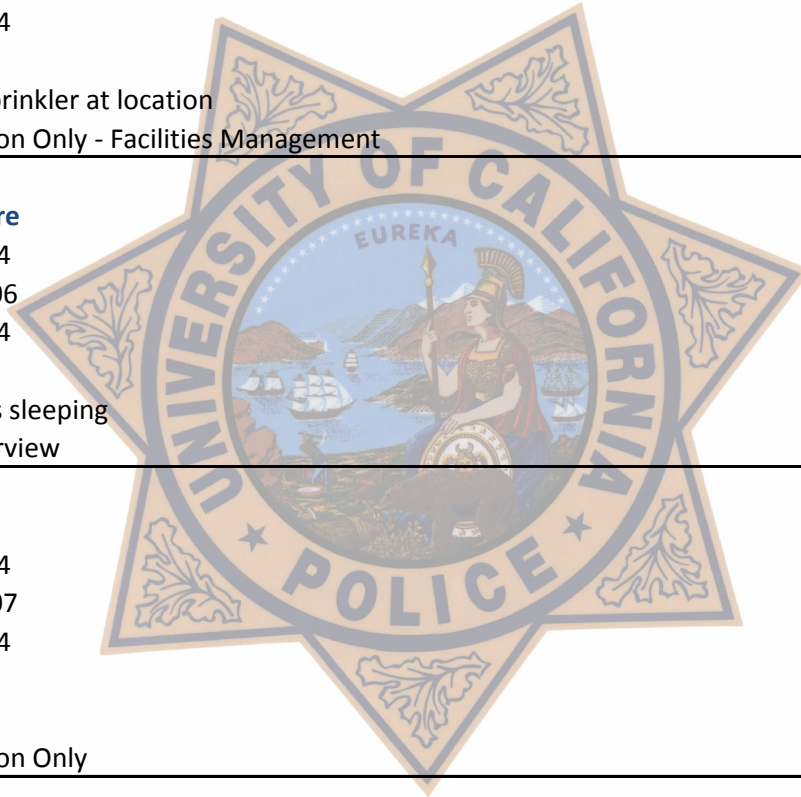 4
rinkler at location
on Only - Facilities Management
re
4
06
4
s sleeping
rview
4
07
4
on Only
UNIVERSITY OF CALIFORNIA
EUREKA
POLICE